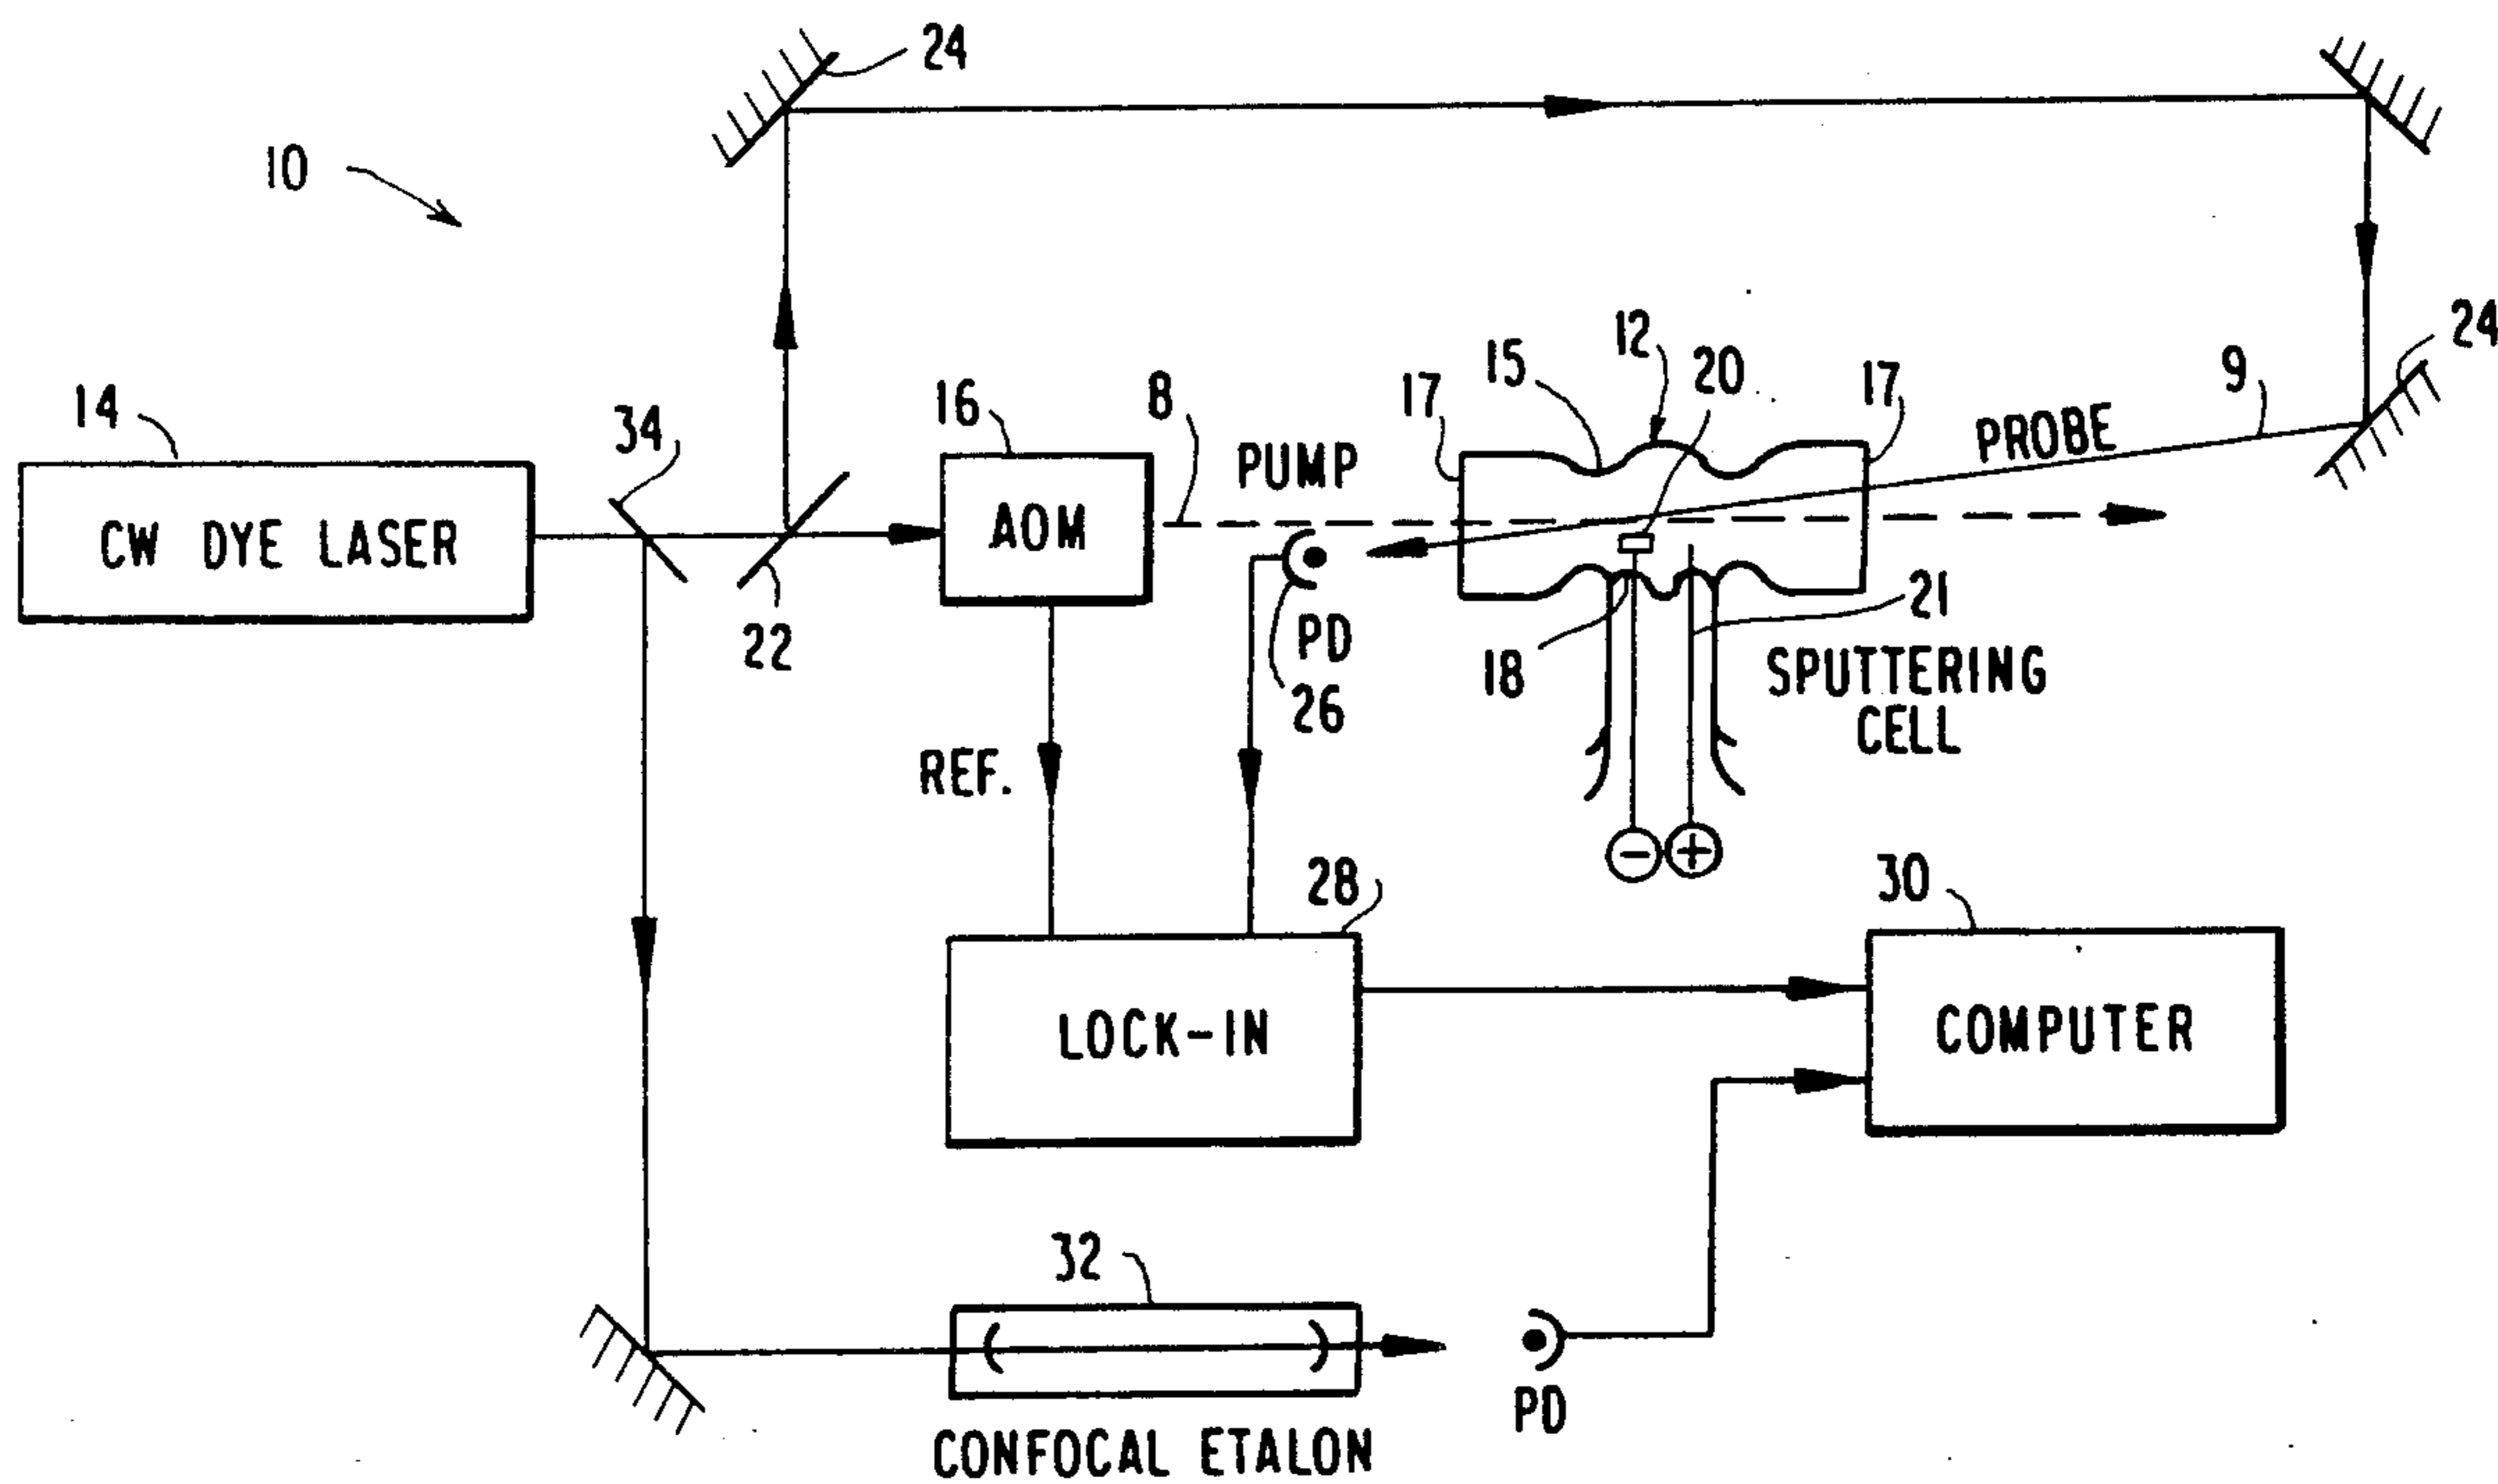 24
10
24
12
20
15
17
17
9
PROBE
14
34
16
8
PUMP
CW DYE LASER
AOM
22
PD
26
18
21
SPUTTERING
CELL
REF.
−
+
28
30
LOCK-IN
COMPUTER
32
PD
CONFOCAL ETALON